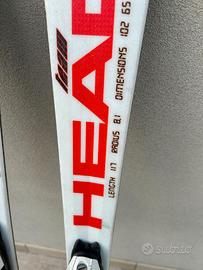 HEAD
LENGTH 117 RADIUS 8.1 DIMENSIONS 102 65
Subito